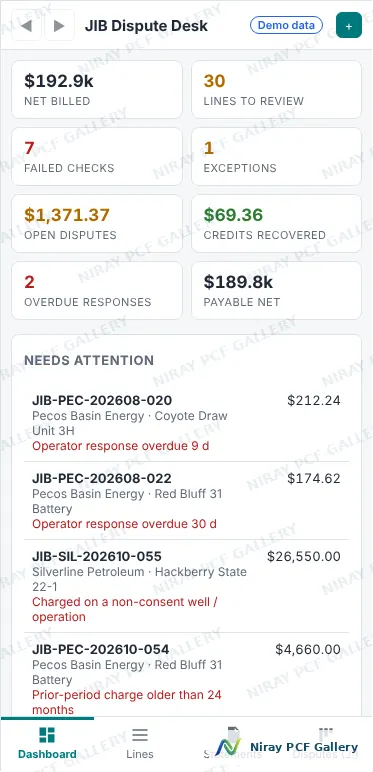 JIB Dispute Desk
Demo data
+
$192.9k
NET BILLED
30
LINES TO REVIEW
7
FAILED CHECKS
1
EXCEPTIONS
$1,371.37
OPEN DISPUTES
$69.36
CREDITS RECOVERED
2
OVERDUE RESPONSES
$189.8k
PAYABLE NET
NEEDS ATTENTION
JIB-PEC-202608-020
$212.24
Pecos Basin Energy · Coyote Draw
Unit 3H
Operator response overdue 9 d
JIB-PEC-202608-022
$174.62
Pecos Basin Energy · Red Bluff 31
Battery
Operator response overdue 30 d
JIB-SIL-202610-055
$26,550.00
Silverline Petroleum · Hackberry State
22-1
Charged on a non-consent well /
operation
JIB-PEC-202610-054
$4,660.00
Pecos Basin Energy · Red Bluff 31
Battery
Prior-period charge older than 24
months
Dashboard
Lines
Niray PCF Gallery
NIRAY PCF GALLERY